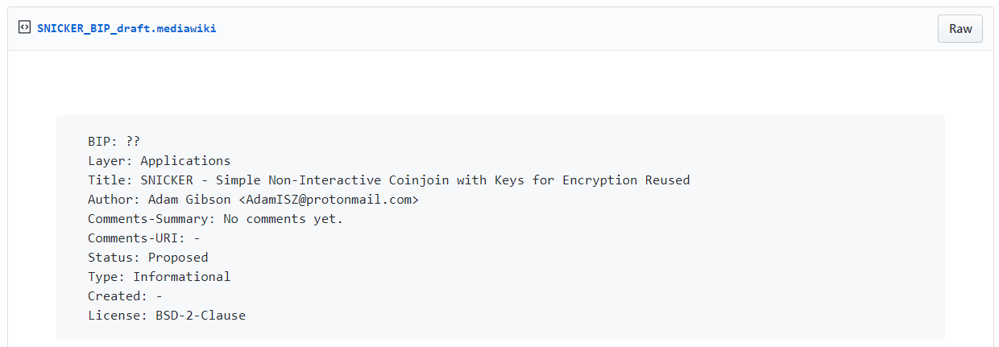 SNICKER_BIP_draft.mediawiki
Raw
BIP: ??
Layer: Applications
Title: SNICKER - Simple Non-Interactive Coinjoin with Keys for Encryption Reused
Author: Adam Gibson <AdamISZ@protonmail.com>
Comments-Summary: No comments yet.
Comments-URI: -
Status: Proposed
Type: Informational
Created: -
License: BSD-2-Clause